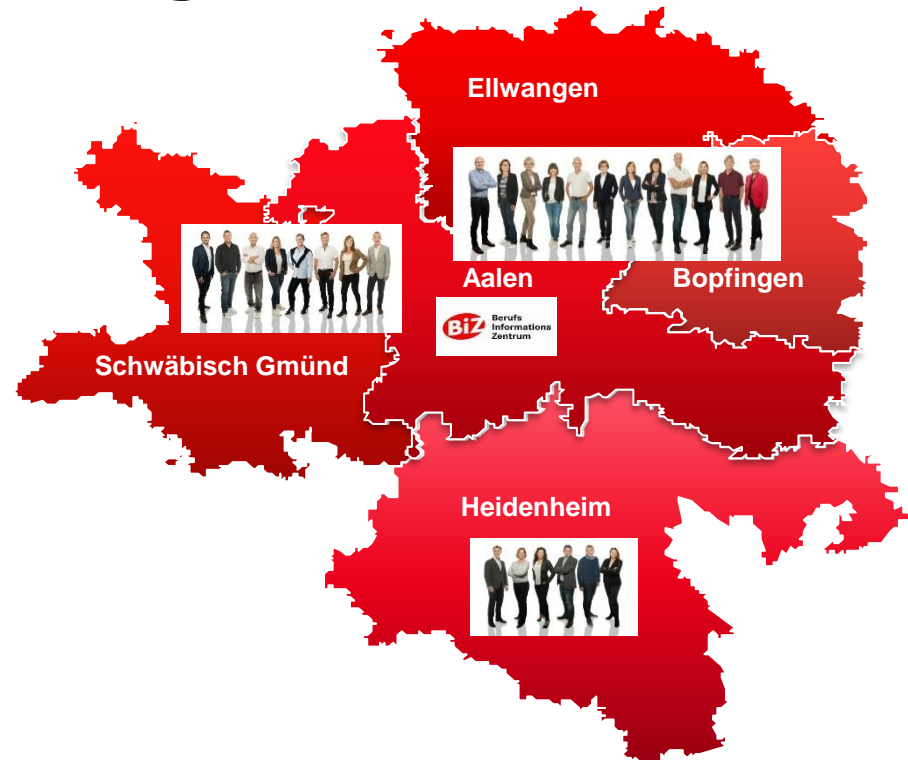 Ellwangen
Aalen
Bopfingen
BiZ
Berufs
Informations
Zentrum
Schwäbisch Gmünd
Heidenheim